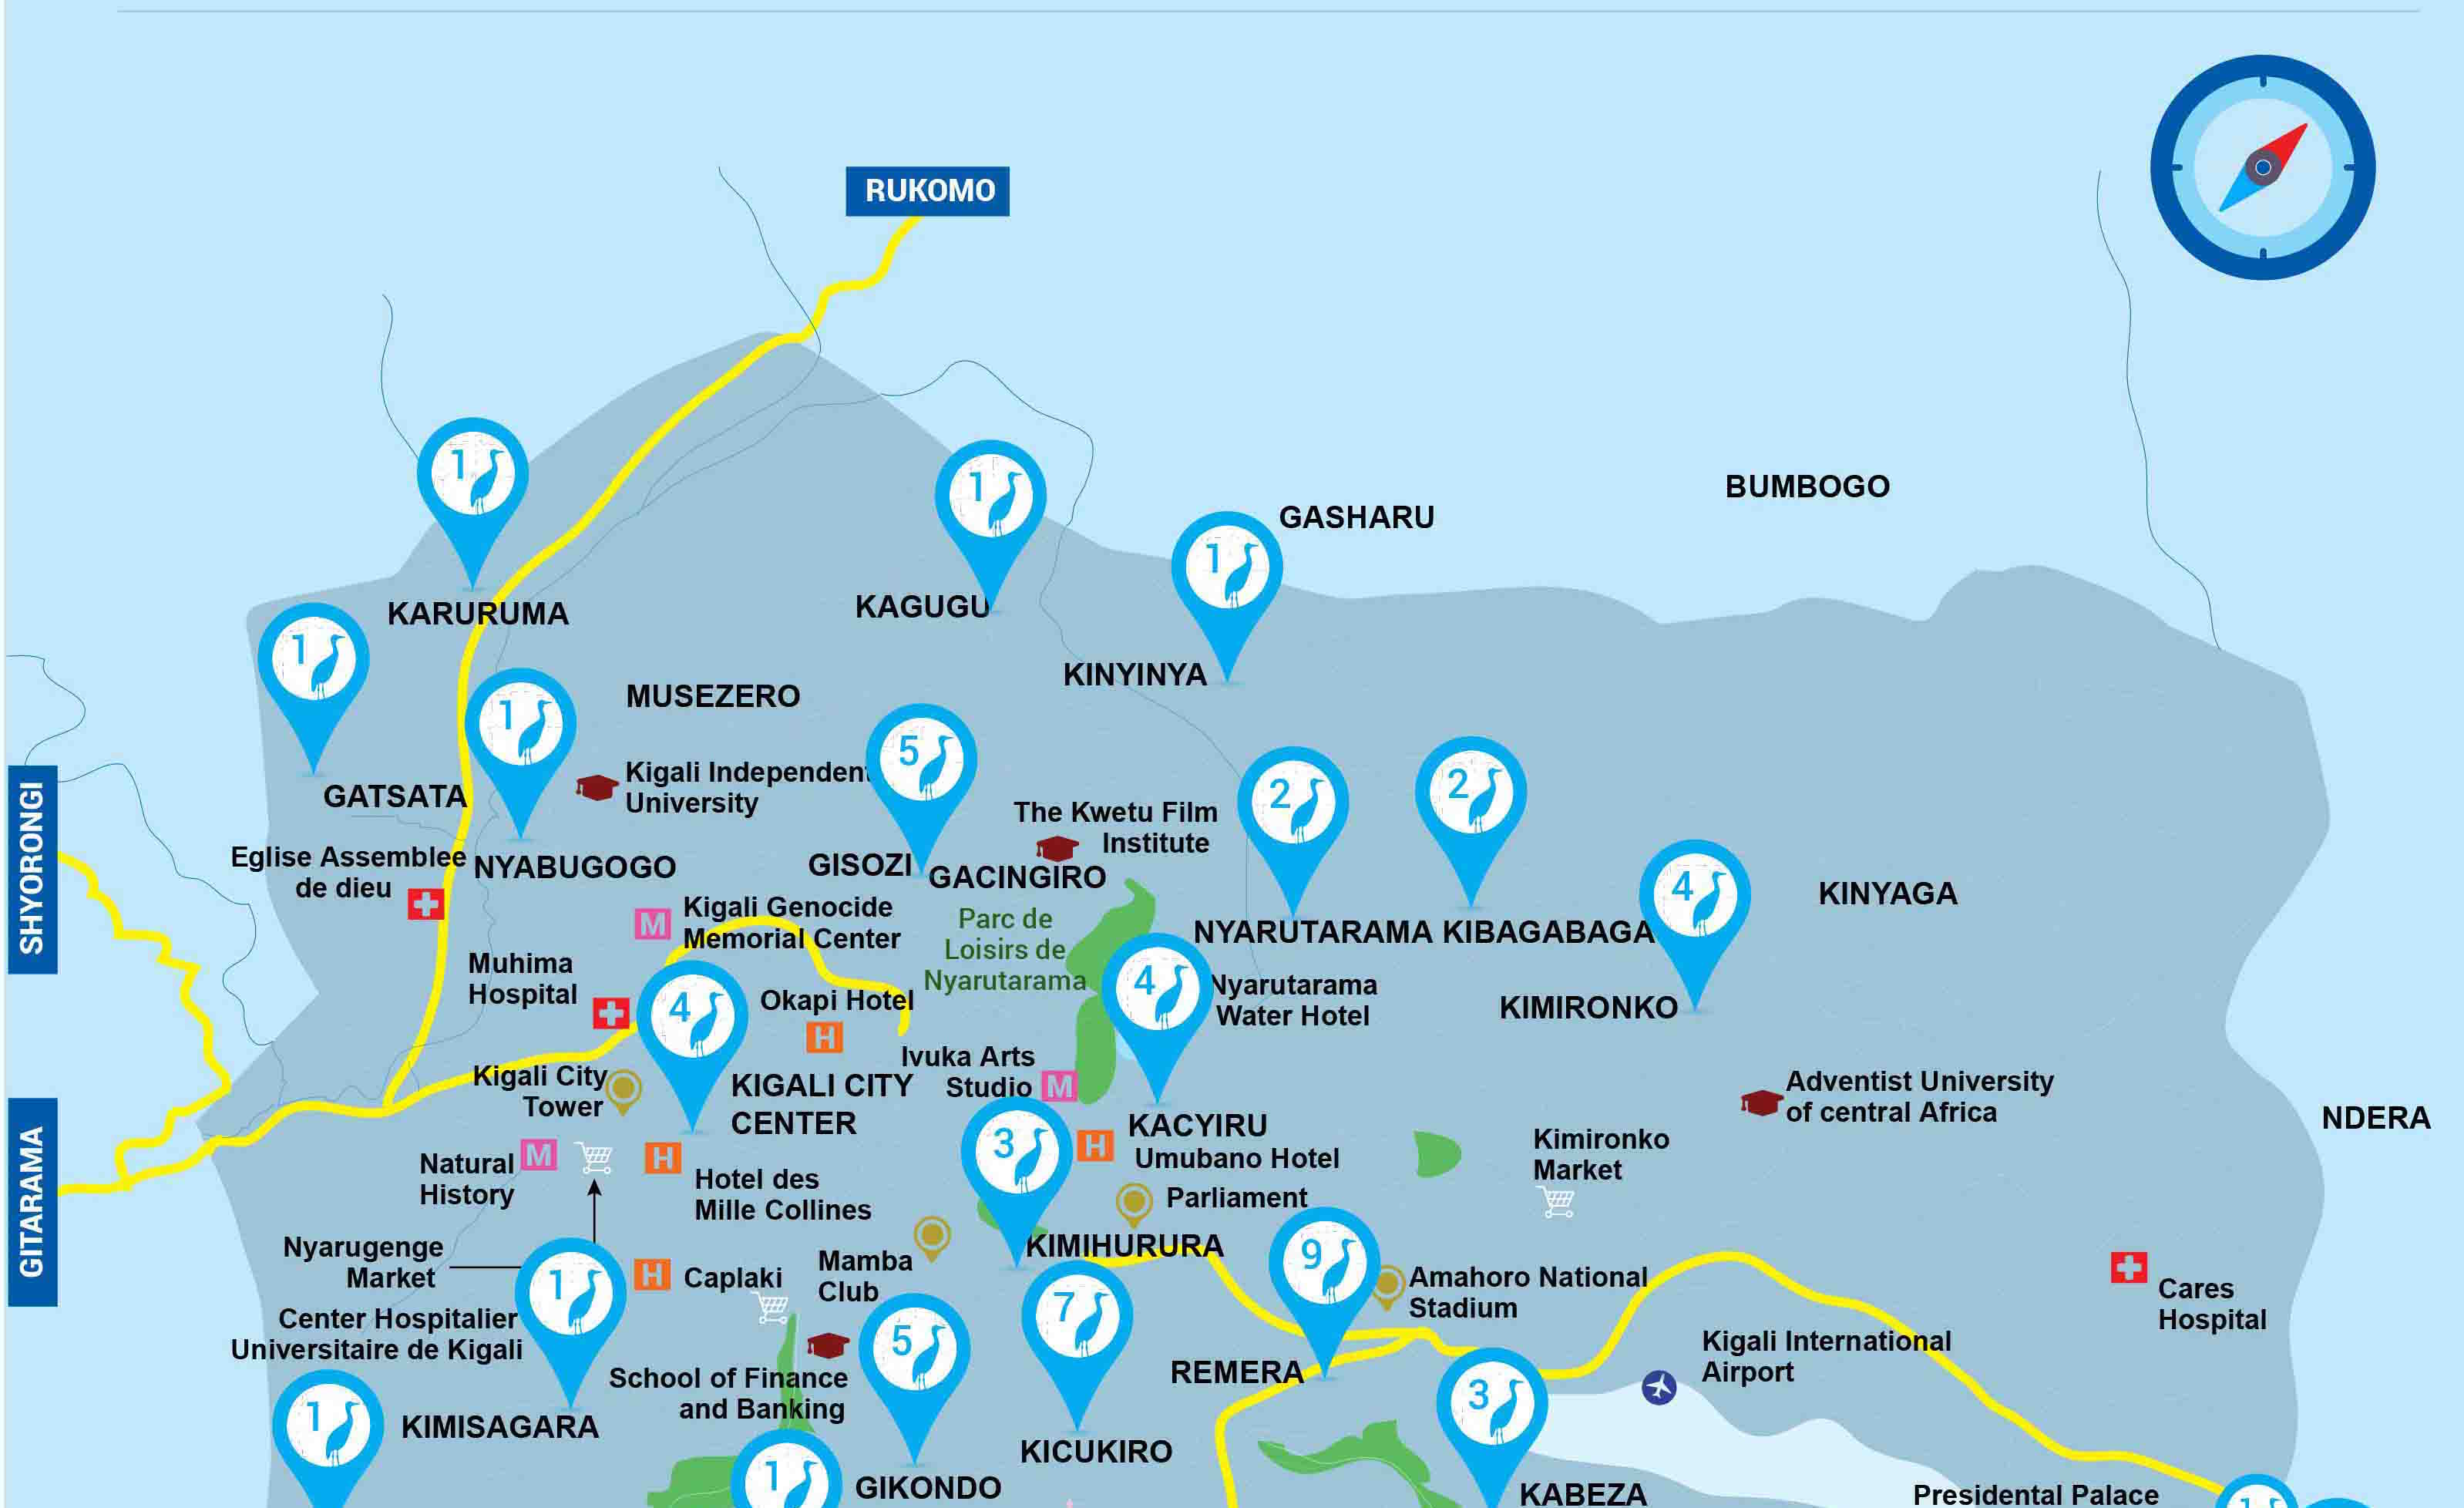 RUKOMO
BUMBOGO
GASHARU
1
1
1
KARURUMA
KAGUGU
KINYINYA
1
1
MUSEZERO
5
Kigali Independent
University
GATSATA
2
2
The Kwetu Film
Institute
SHYORONGI
Eglise Assemblee
de dieu
NYABUGOGO
GISOZI
GACINGIRO
4
KINYAGA
M
Kigali Genocide
Memorial Center
Parc de
Loisirs de
Nyarutarama
NYARUTARAMA
KIBAGABAGA
Muhima
Hospital
4
Okapi Hotel
H
4
Nyarutarama
Water Hotel
KIMIRONKO
Ivuka Arts
Studio
M
Kigali City
Tower
KIGALI CITY
CENTER
Adventist University
of central Africa
NDERA
GITARAMA
Natural
History
M
H
Hotel des
Mille Collines
3
H
KACYIRU
Umubano Hotel
Parliament
Kimironko
Market
Nyarugenge
Market
1
H
Caplaki
Mamba
Club
KIMIHURURA
9
Amahoro National
Stadium
Cares
Hospital
Center Hospitalier
Universitaire de Kigali
5
7
Kigali International
Airport
School of Finance
and Banking
REMERA
3
1
KIMISAGARA
KICUKIRO
1
GIKONDO
KABEZA
Presidental Palace
1